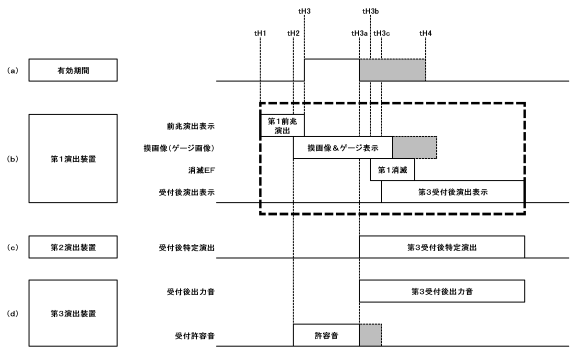 tH3
tH3b
tH1
tH2
tH3a
tH3c
tH4
(a)
有効期間
(b)
第1演出装置
前兆演出表示
第1前兆
演出
摸画像(ゲージ画像)
摸画像&ゲージ表示
消滅EF
第1消滅
受付後演出表示
第3受付後演出表示
(c)
第2演出装置
受付後特定演出
第3受付後特定演出
(d)
第3演出装置
受付後出力音
第3受付後出力音
受付許容音
許容音